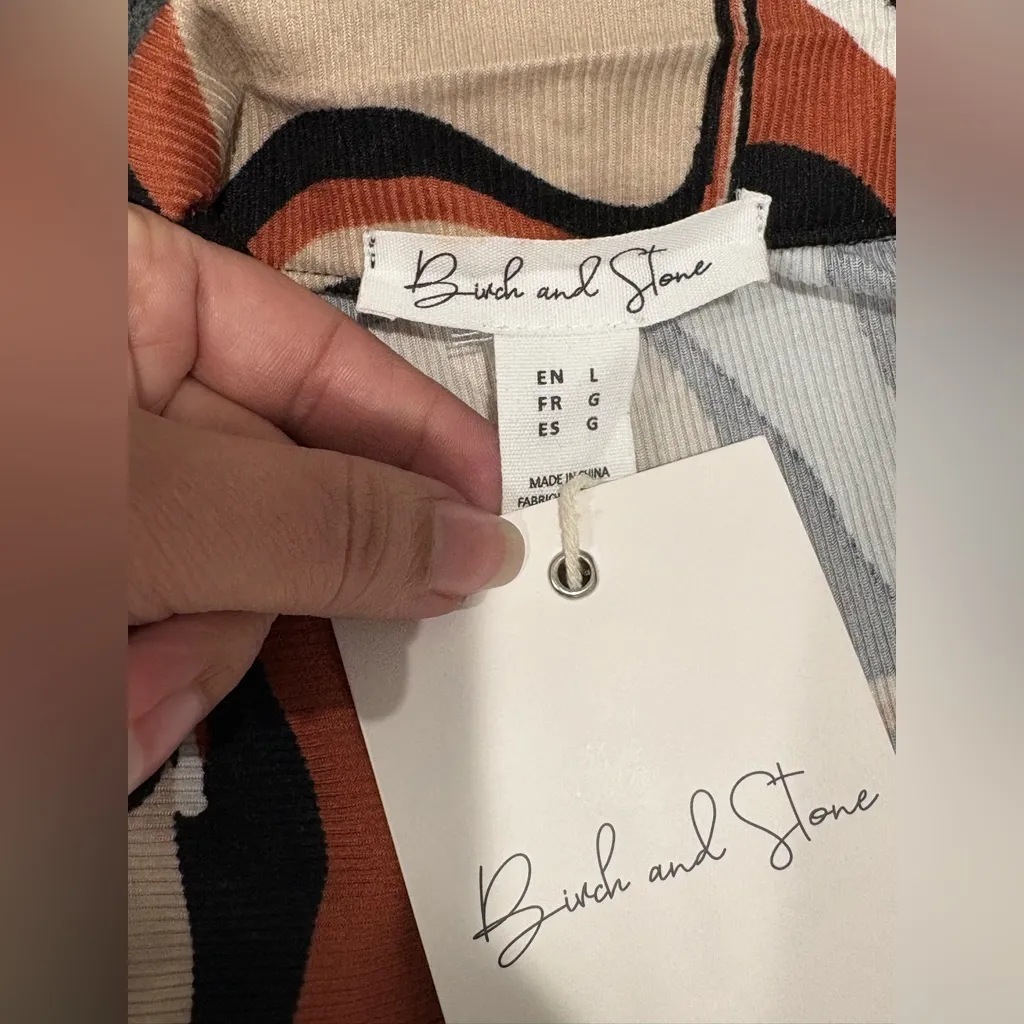 Birch and Stone
EN L
FR G
ES G
MADE IN CHINA
Birch and Stone